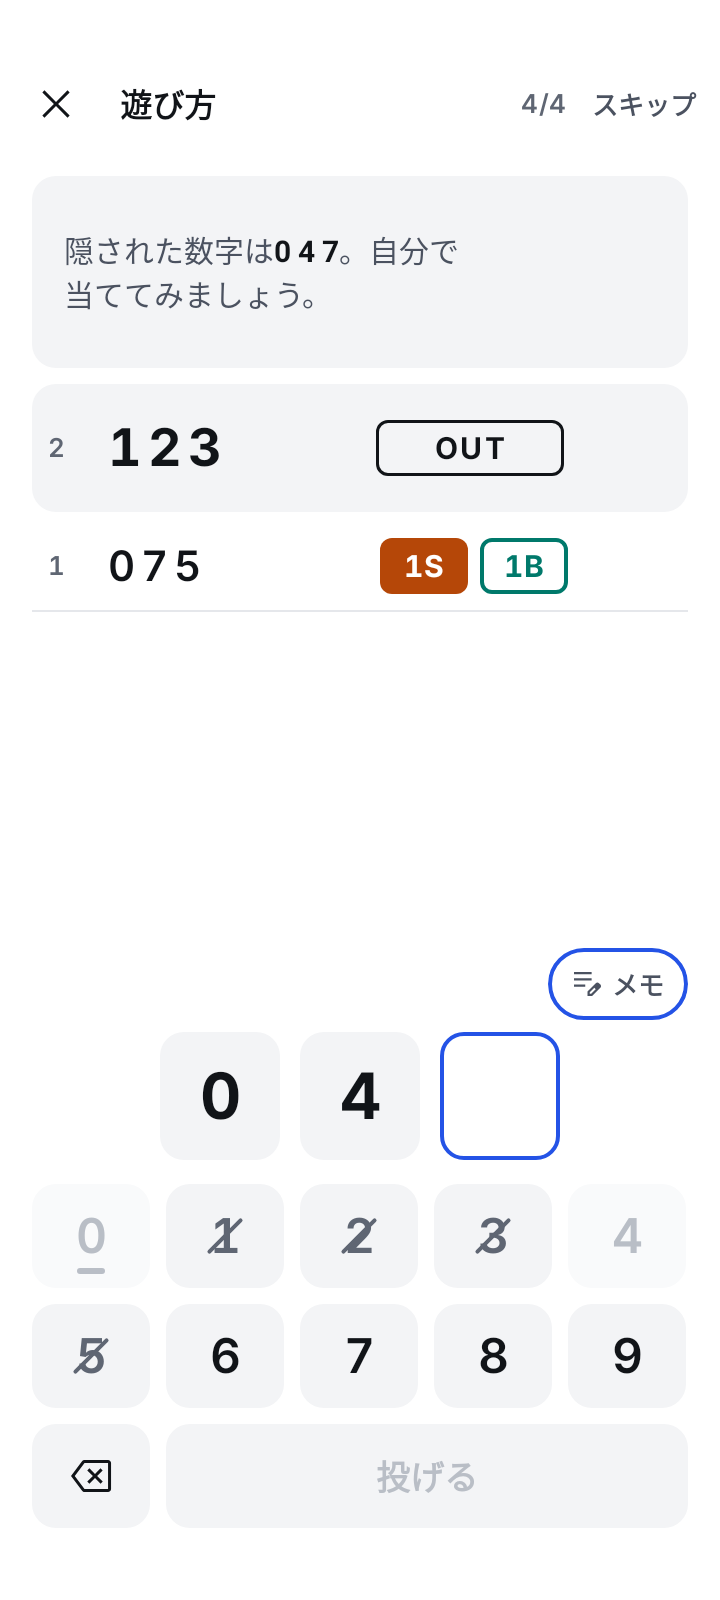 遊び方
4/4 スキップ
隠された数字は0 4 7。自分で
当ててみましょう。
2 123 OUT
1 075 1S 1B
メモ
0 4
0 1 2 3 4
5 6 7 8 9
投げる